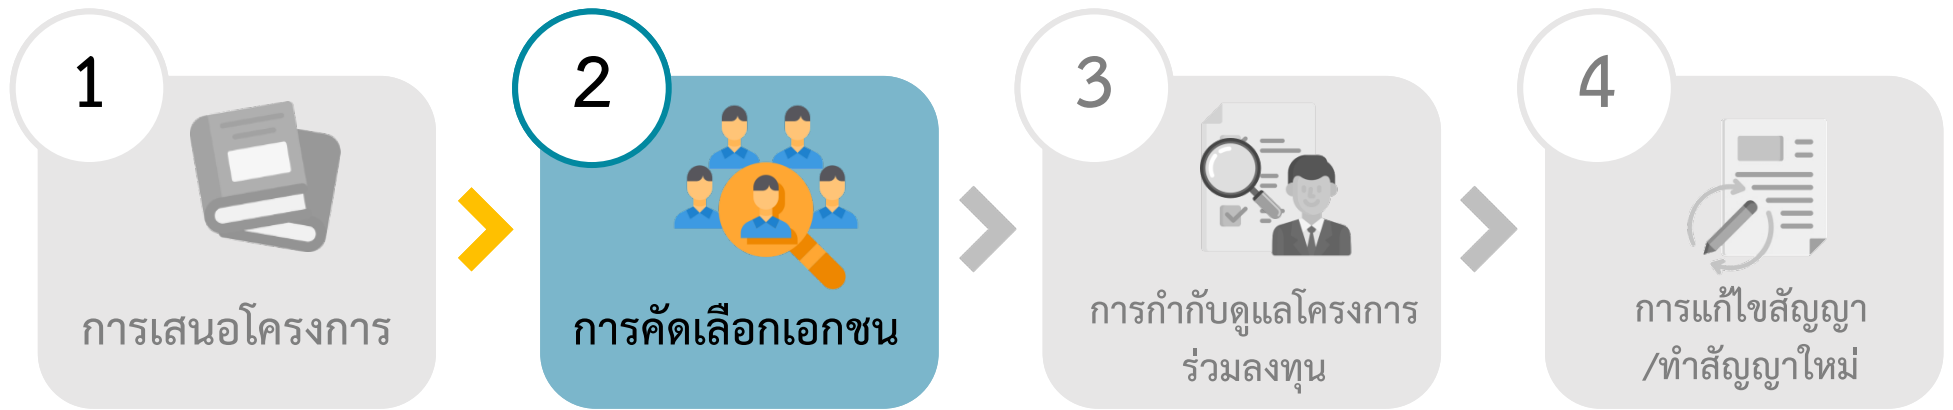 1
การเสนอโครงการ
2
การคัดเลือกเอกชน
3
การกำกับดูแลโครงการ
ร่วมลงทุน
4
การแก้ไขสัญญา
/ทำสัญญาใหม่